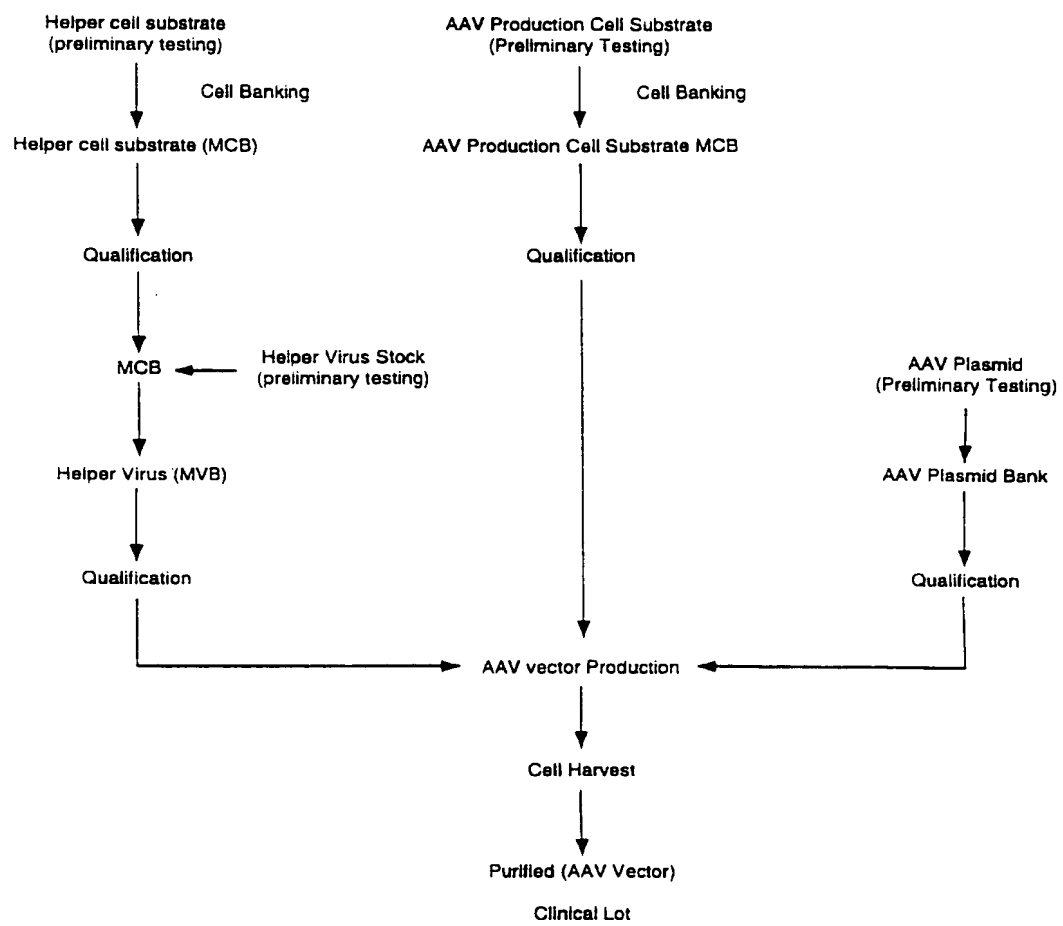 Helper cell substrate
(preliminary testing)
AAV Production Cell Substrate
(Preliminary Testing)
Cell Banking
Cell Banking
Helper cell substrate (MCB)
AAV Production Cell Substrate MCB
Qualification
Qualification
MCB
Helper Virus Stock
(preliminary testing)
AAV Plasmid
(Preliminary Testing)
Helper Virus (MVB)
AAV Plasmid Bank
Qualification
Qualification
AAV vector Production
Cell Harvest
Purified (AAV Vector)
Clinical Lot